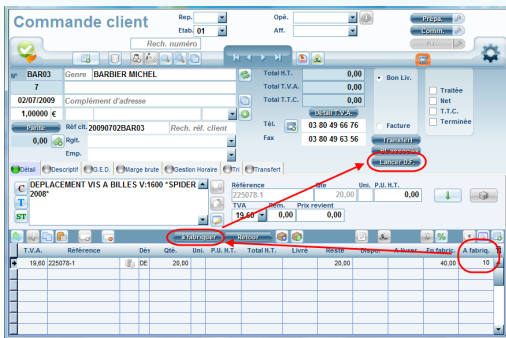 Commande client
Rep.
Opé.
Prépa.
Etab. 01
Aff.
Comm.
Rech. numéro
N° BAR03 Genre BARBIER MICHEL
Total H.T. 0,00
Bon Liv.
7
Total T.V.A. 0,00
Traitée
02/07/2009 Complément d'adresse
Total T.T.C. 0,00
Net
1,00000 €
Détail T.V.A.
T.T.C.
Réf clt. 20090702BAR03 Rech. réf. client
Tél. 03 80 49 66 76
Facture
Terminée
0,00 Rglt.
Fax 03 80 49 63 56
Transfert
Emp.
Lancer O.F.
Détail Descriptif G.E.D. Marge brute Gestion Horaire Tri Transfert
C DEPLACEMENT VIS A BILLES V:1600 "SPIDER 2008"
T
ST
Référence Qte Uni. P.U. H.T.
225078-1 20,00 0,00
TVA Rem. Prix revient
19,60 0,00 0,00
à fabriquer Retour
T.V.A. Référence Dés Qté. Uni. P.U. H.T. Total H.T. Livré Reste Dispo. A livrer En fabric. A fabriq.
19,60 225078-1 DE 20,00 20,00 40,00 10